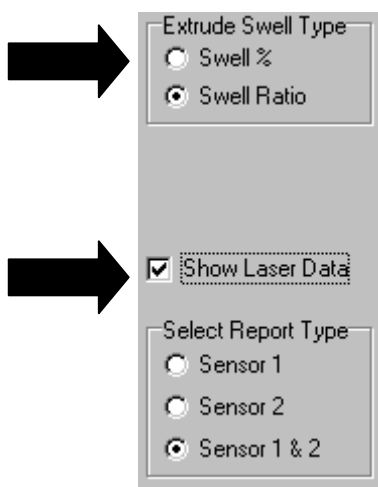 Extrude Swell Type
Swell %
Swell Ratio
Show Laser Data
Select Report Type
Sensor 1
Sensor 2
Sensor 1 & 2